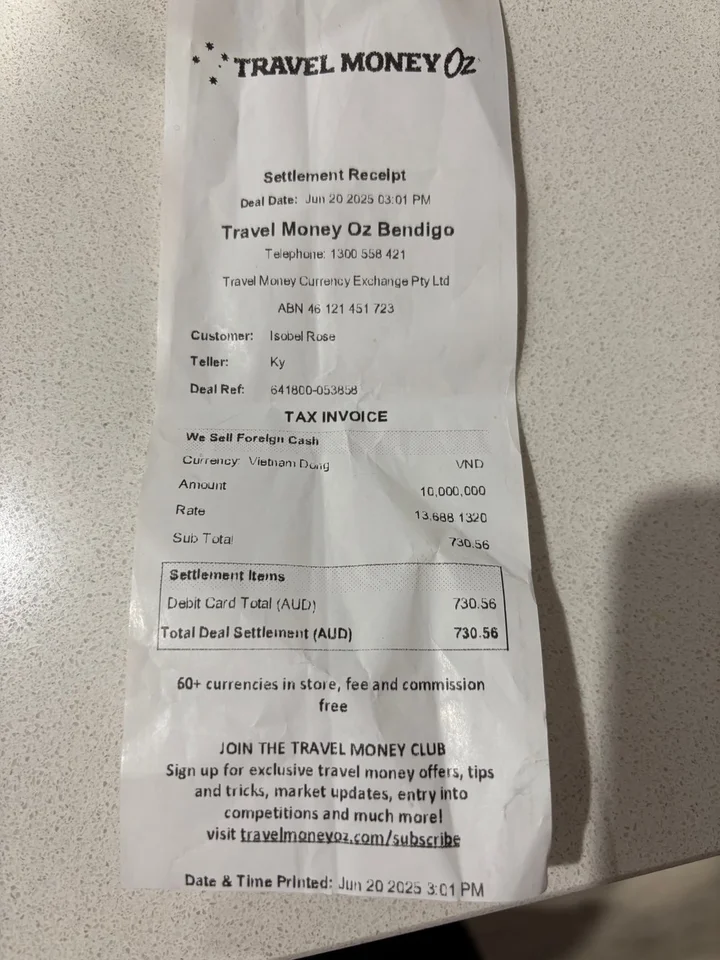 TRAVEL MONEY Oz
Settlement Receipt
Deal Date: Jun 20 2025 03:01 PM
Travel Money Oz Bendigo
Telephone: 1300 558 421
Travel Money Currency Exchange Pty Ltd
ABN 46 121 451 723
Customer: Isobel Rose
Teller: Ky
Deal Ref: 641800-053858
TAX INVOICE
We Sell Foreign Cash
Currency: Vietnam Dong VND
Amount 10,000,000
Rate 13,688.1320
Sub Total 730.56
Settlement Items
Debit Card Total (AUD) 730.56
Total Deal Settlement (AUD) 730.56
60+ currencies in store, fee and commission
free
JOIN THE TRAVEL MONEY CLUB
Sign up for exclusive travel money offers, tips
and tricks, market updates, entry into
competitions and much more!
visit travelmoneyoz.com/subscribe
Date & Time Printed: Jun 20 2025 3:01 PM